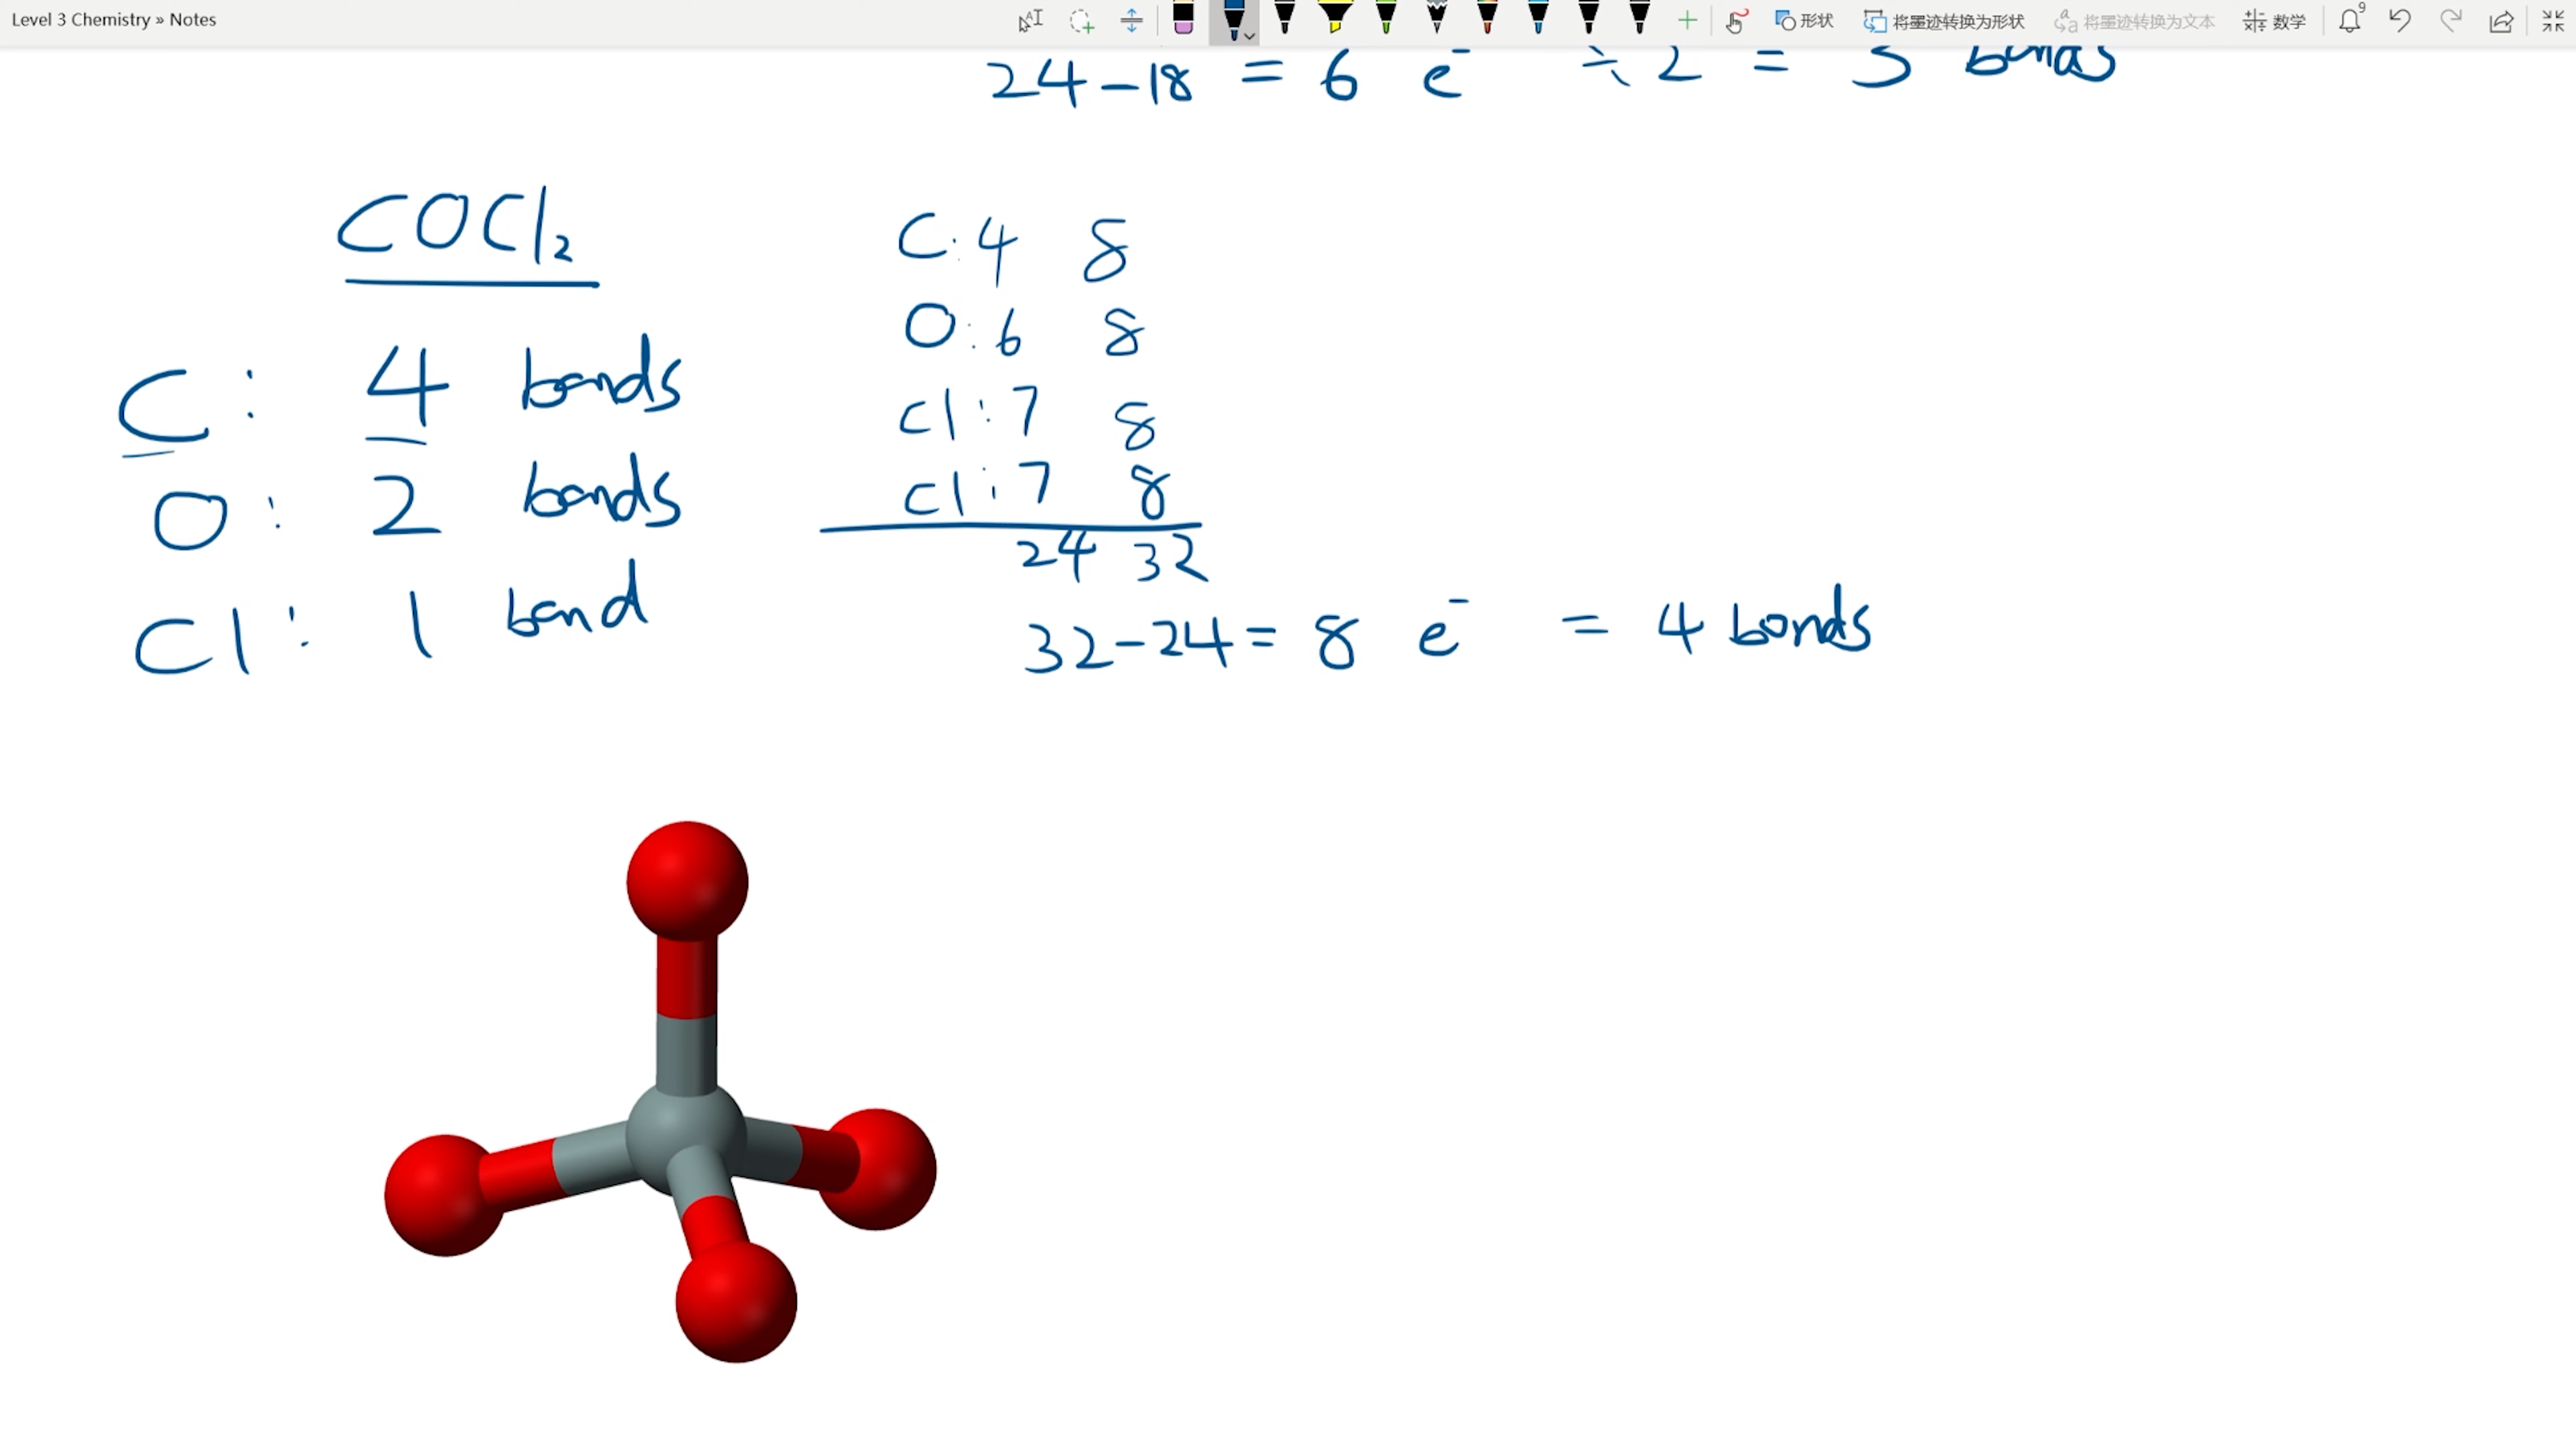 Level 3 Chemistry » Notes
形状 将墨迹转换为形状 将墨迹转换为文本 数学 9
24-18 = 6 e⁻ ÷2 = 3 bonds
COCl₂
C: 4 bonds
O: 2 bonds
Cl: 1 bond
C: 4 8
O: 6 8
Cl: 7 8
Cl: 7 8
24 32
32-24 = 8 e⁻ = 4 bonds